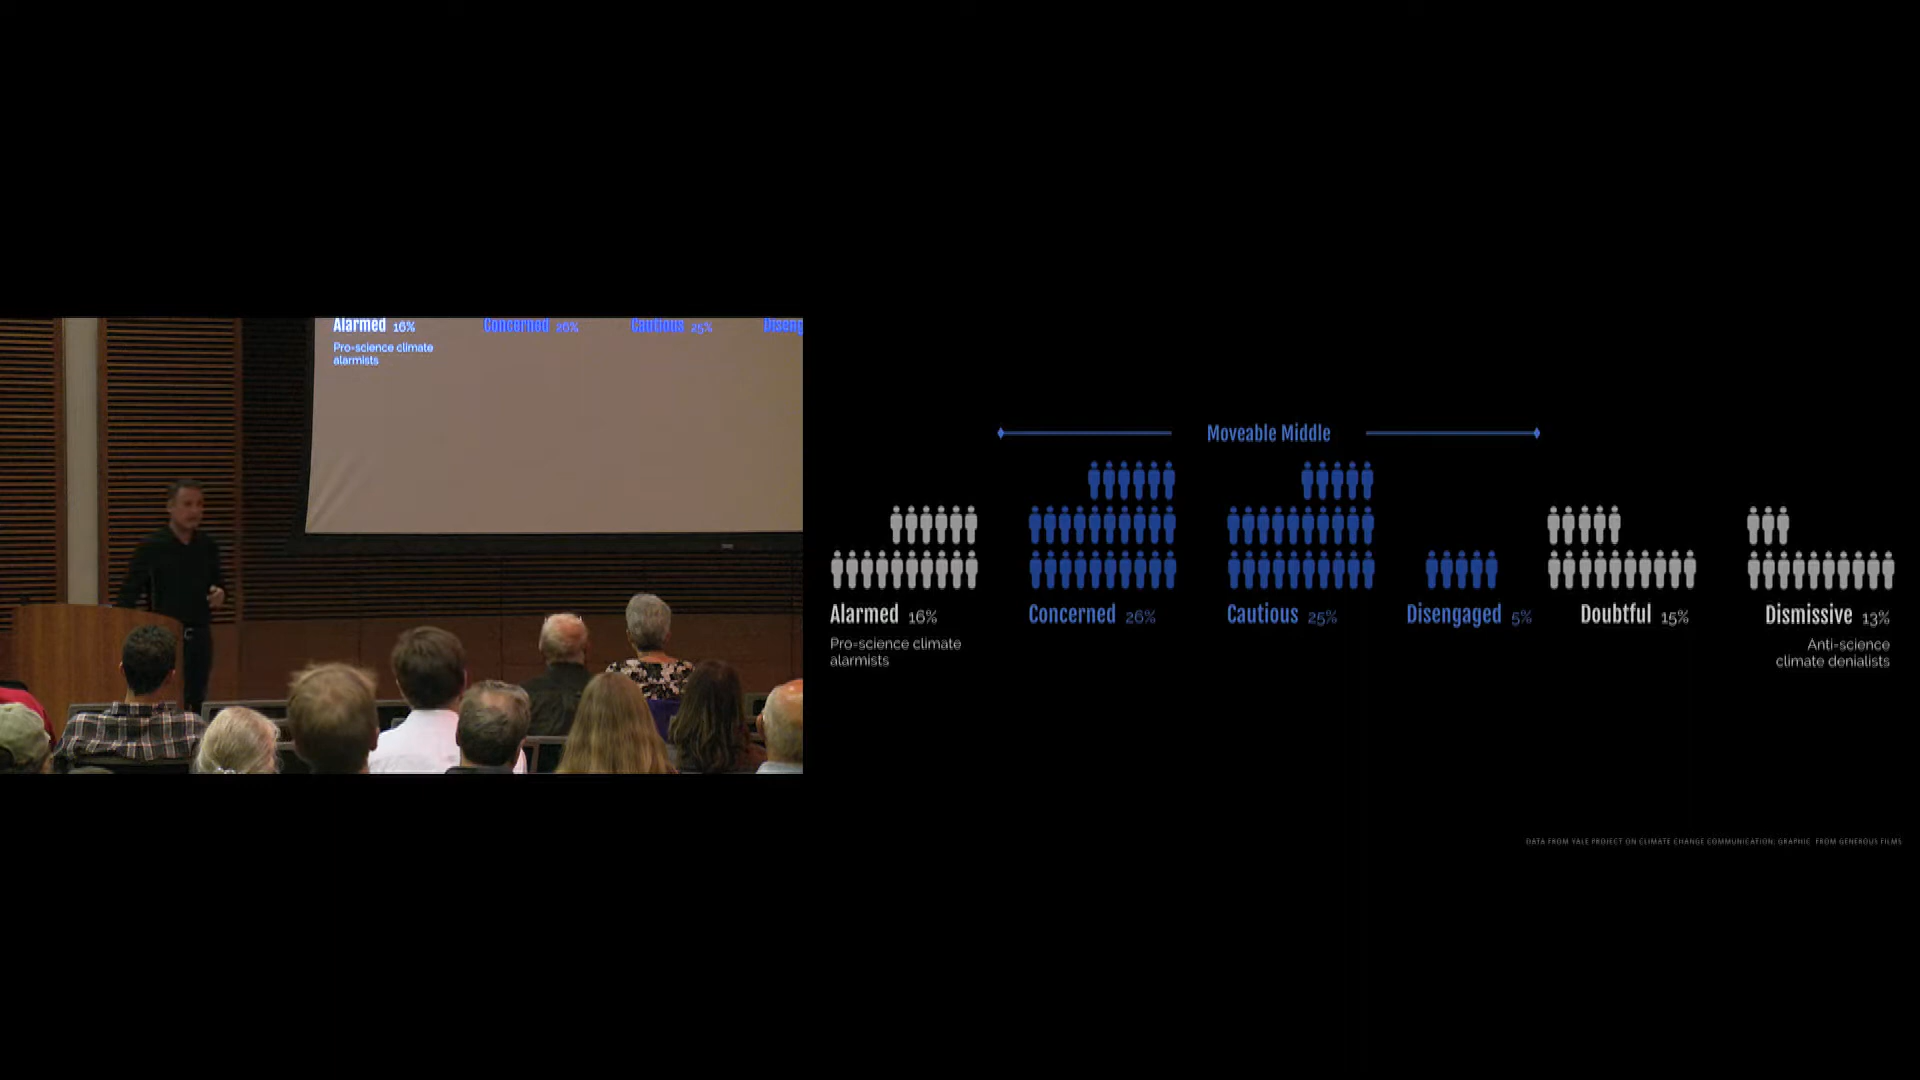 Alarmed 16%
Concerned 26%
Cautious 25%
Diseng
Pro-science climate
alarmists
Moveable Middle
Alarmed 16%
Concerned 26%
Cautious 25%
Disengaged 5%
Doubtful 15%
Dismissive 13%
Pro-science climate
alarmists
Anti-science
climate denialists
DATA FROM YALE PROJECT ON CLIMATE CHANGE COMMUNICATION; GRAPHIC FROM GENEROUS FILMS